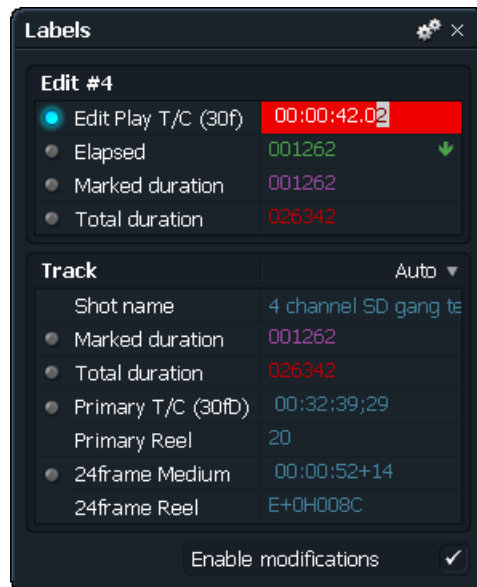 Labels
Edit #4
Edit Play T/C (30f) 00:00:42.02
Elapsed 001262
Marked duration 001262
Total duration 026342
Track Auto
Shot name 4 channel SD gang te
Marked duration 001262
Total duration 026342
Primary T/C (30fD) 00:32:39;29
Primary Reel 20
24frame Medium 00:00:52+14
24frame Reel E+0H008C
Enable modifications